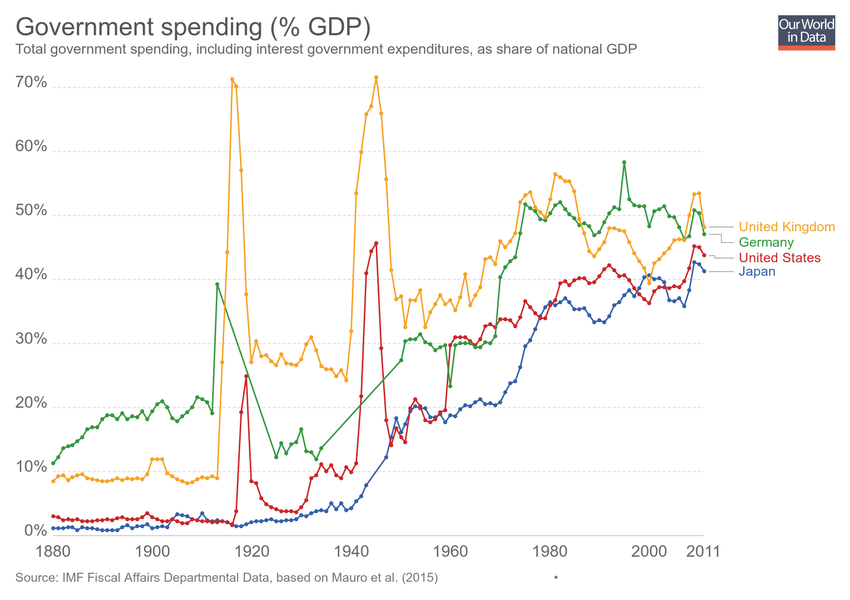 Government spending (% GDP)
Total government spending, including interest government expenditures, as share of national GDP
Our World
in Data
70%
60%
50%
40%
30%
20%
10%
0%
United Kingdom
Germany
United States
Japan
1880
1900
1920
1940
1960
1980
2000
2011
Source: IMF Fiscal Affairs Departmental Data, based on Mauro et al. (2015)
•